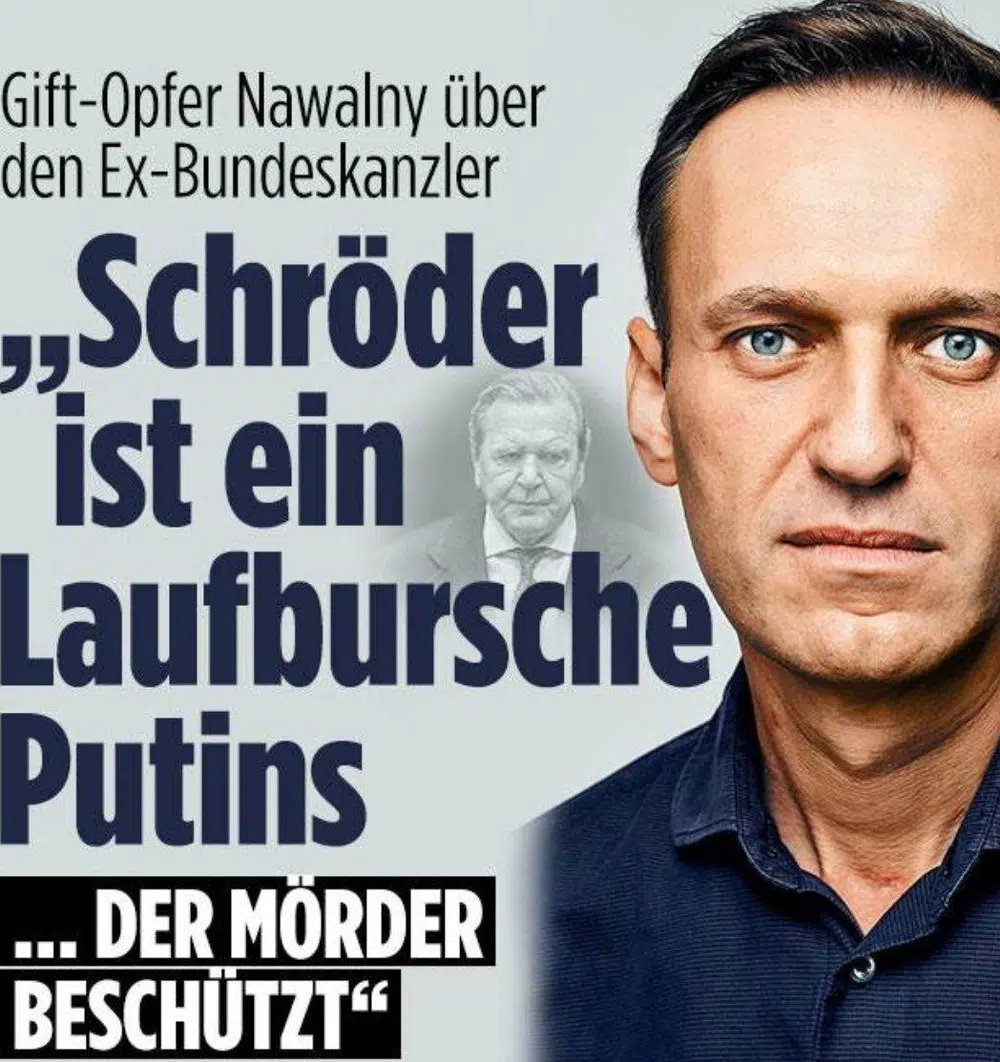 Gift-Opfer Nawalny über
den Ex-Bundeskanzler
„Schröder
ist ein
Laufbursche
Putins
... DER MÖRDER
BESCHÜTZT“